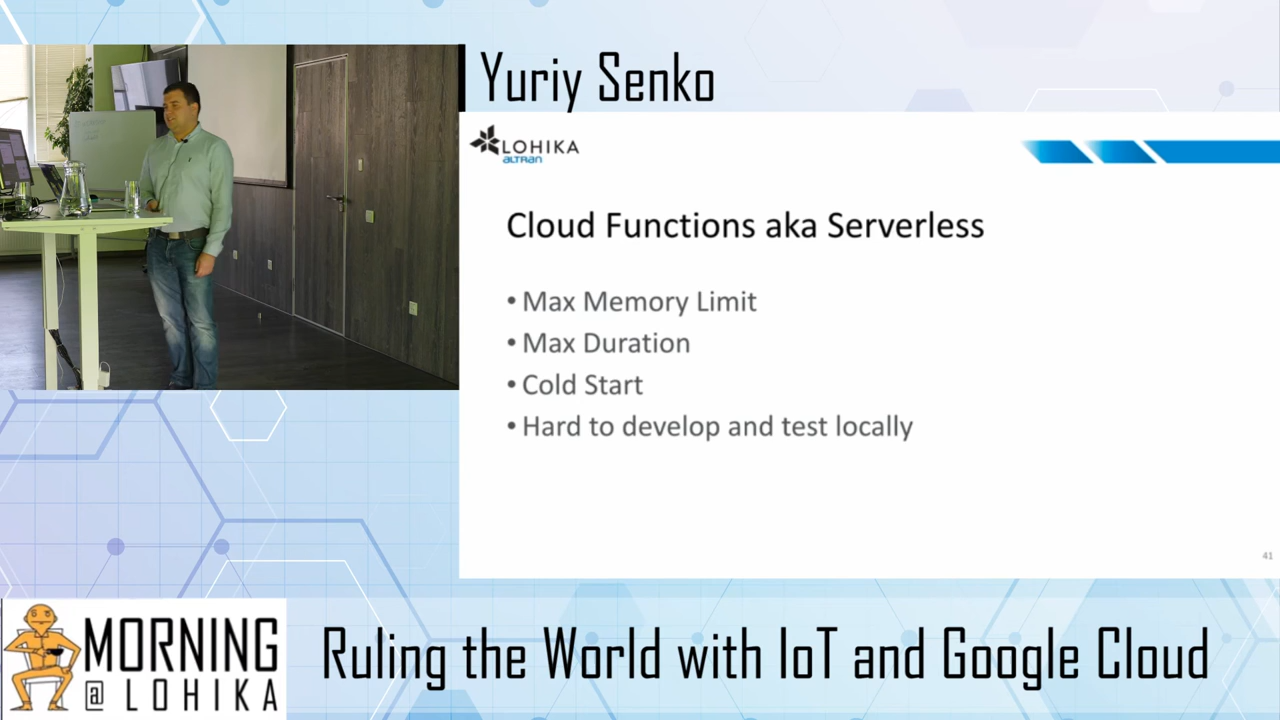 Yuriy Senko
LOHIKA
altran
Cloud Functions aka Serverless
• Max Memory Limit
• Max Duration
• Cold Start
• Hard to develop and test locally
41
MORNING
@ LOHIKA
Ruling the World with IoT and Google Cloud